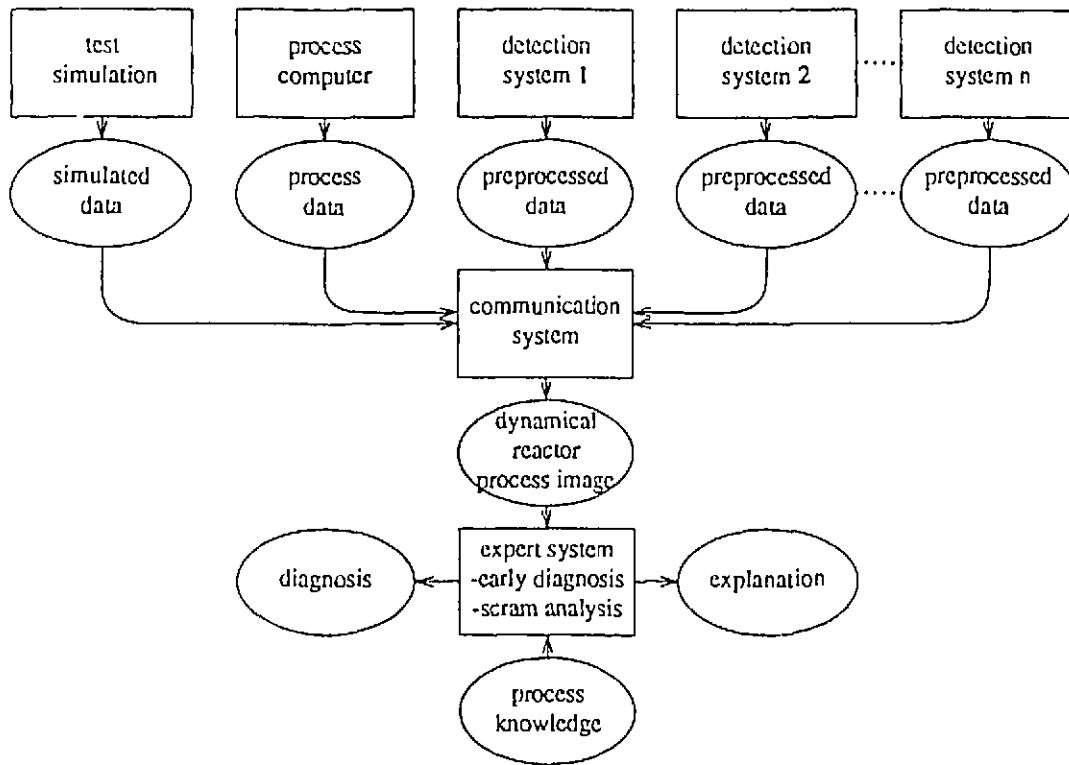 test
simulation
process
computer
detection
system 1
detection
system 2
detection
system n
simulated
data
process
data
preprocessed
data
preprocessed
data
preprocessed
data
communication
system
dynamical
reactor
process image
expert system
-early diagnosis
-scram analysis
diagnosis
explanation
process
knowledge